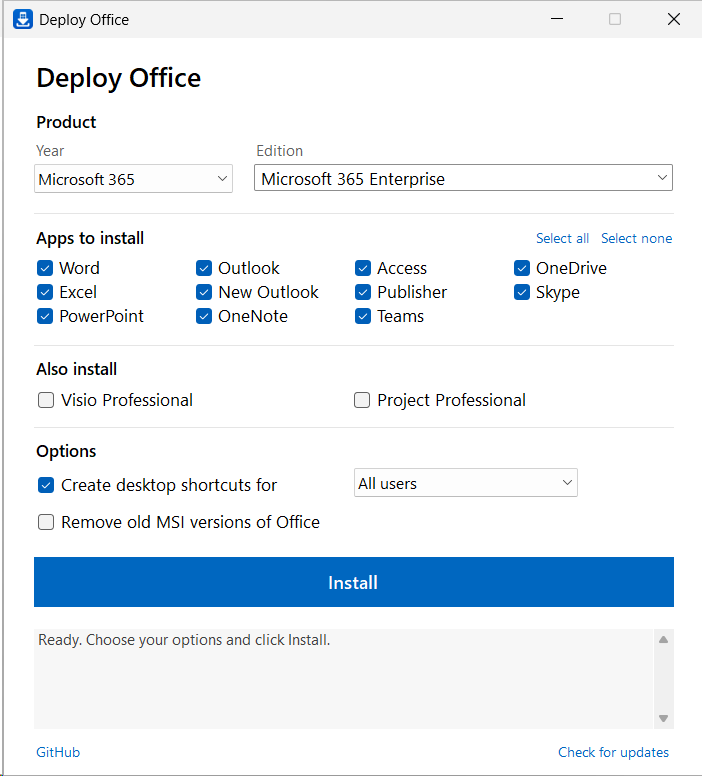 Deploy Office
Deploy Office
Product
Year Edition
Microsoft 365 Microsoft 365 Enterprise
Apps to install Select all Select none
Word Outlook Access OneDrive
Excel New Outlook Publisher Skype
PowerPoint OneNote Teams
Also install
Visio Professional Project Professional
Options
Create desktop shortcuts for All users
Remove old MSI versions of Office
Install
Ready. Choose your options and click Install.
GitHub Check for updates